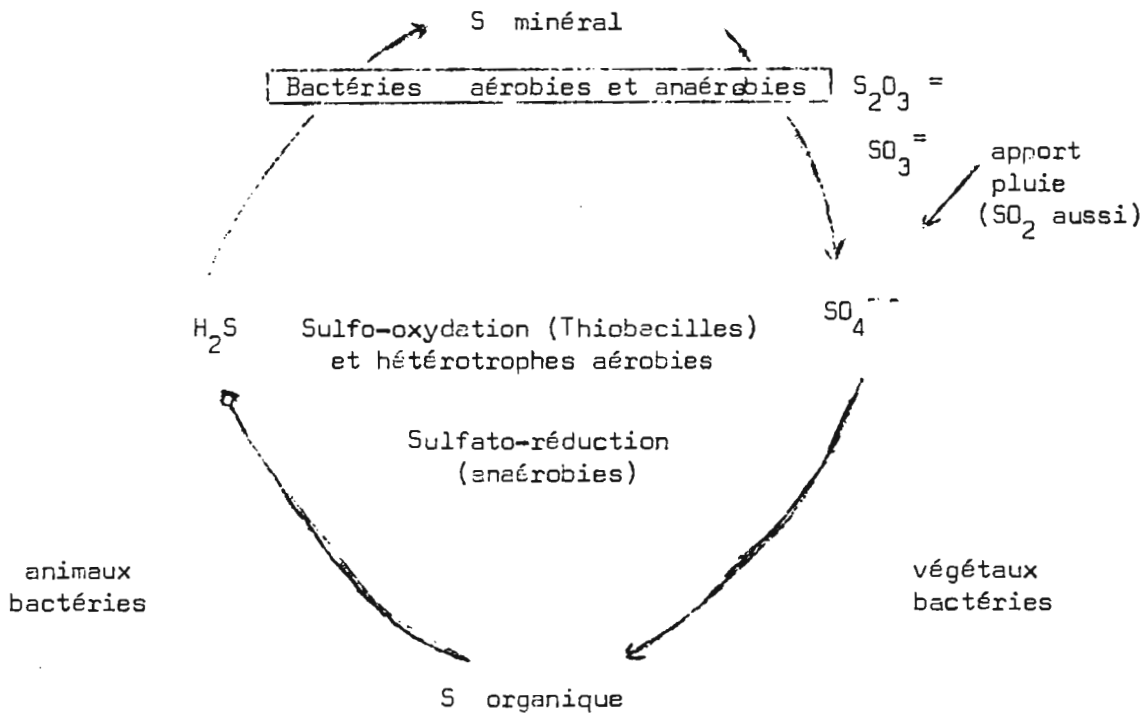 S minéral
Bactéries aérobies et anaérobies
S₂O₃ =
SO₃ =
apport
pluie
(SO₂ aussi)
H₂S
Sulfo-oxydation (Thiobacilles)
et hétérotrophes aérobies
SO₄ --
Sulfato-réduction
(anaérobies)
animaux
bactéries
végétaux
bactéries
S organique